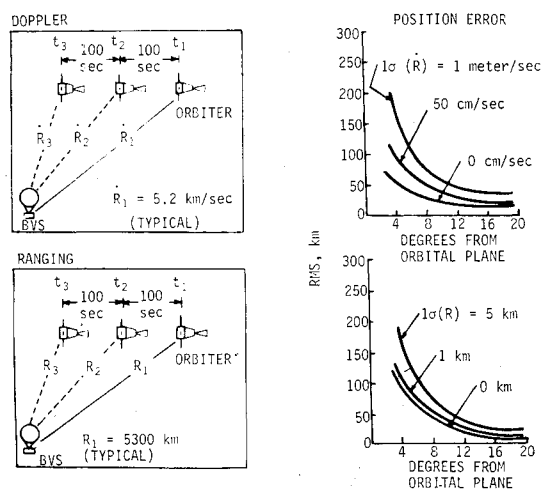 DOPPLER
t3 t2 t1
100 sec 100 sec
ORBITER
Ṙ3 Ṙ2 Ṙ1
Ṙ1 = 5.2 km/sec
(TYPICAL)
BVS
RANGING
t3 t2 t1
100 sec 100 sec
ORBITER
R3 R2 R1
R1 = 5300 km
(TYPICAL)
BVS
POSITION ERROR
300
250
200
150
100
50
0
1σ (Ṙ) = 1 meter/sec
50 cm/sec
0 cm/sec
4 8 12 16 20
DEGREES FROM
ORBITAL PLANE
RMS, km
300
250
200
150
100
50
0
1σ(R) = 5 km
1 km
0 km
4 8 12 16 20
DEGREES FROM
ORBITAL PLANE